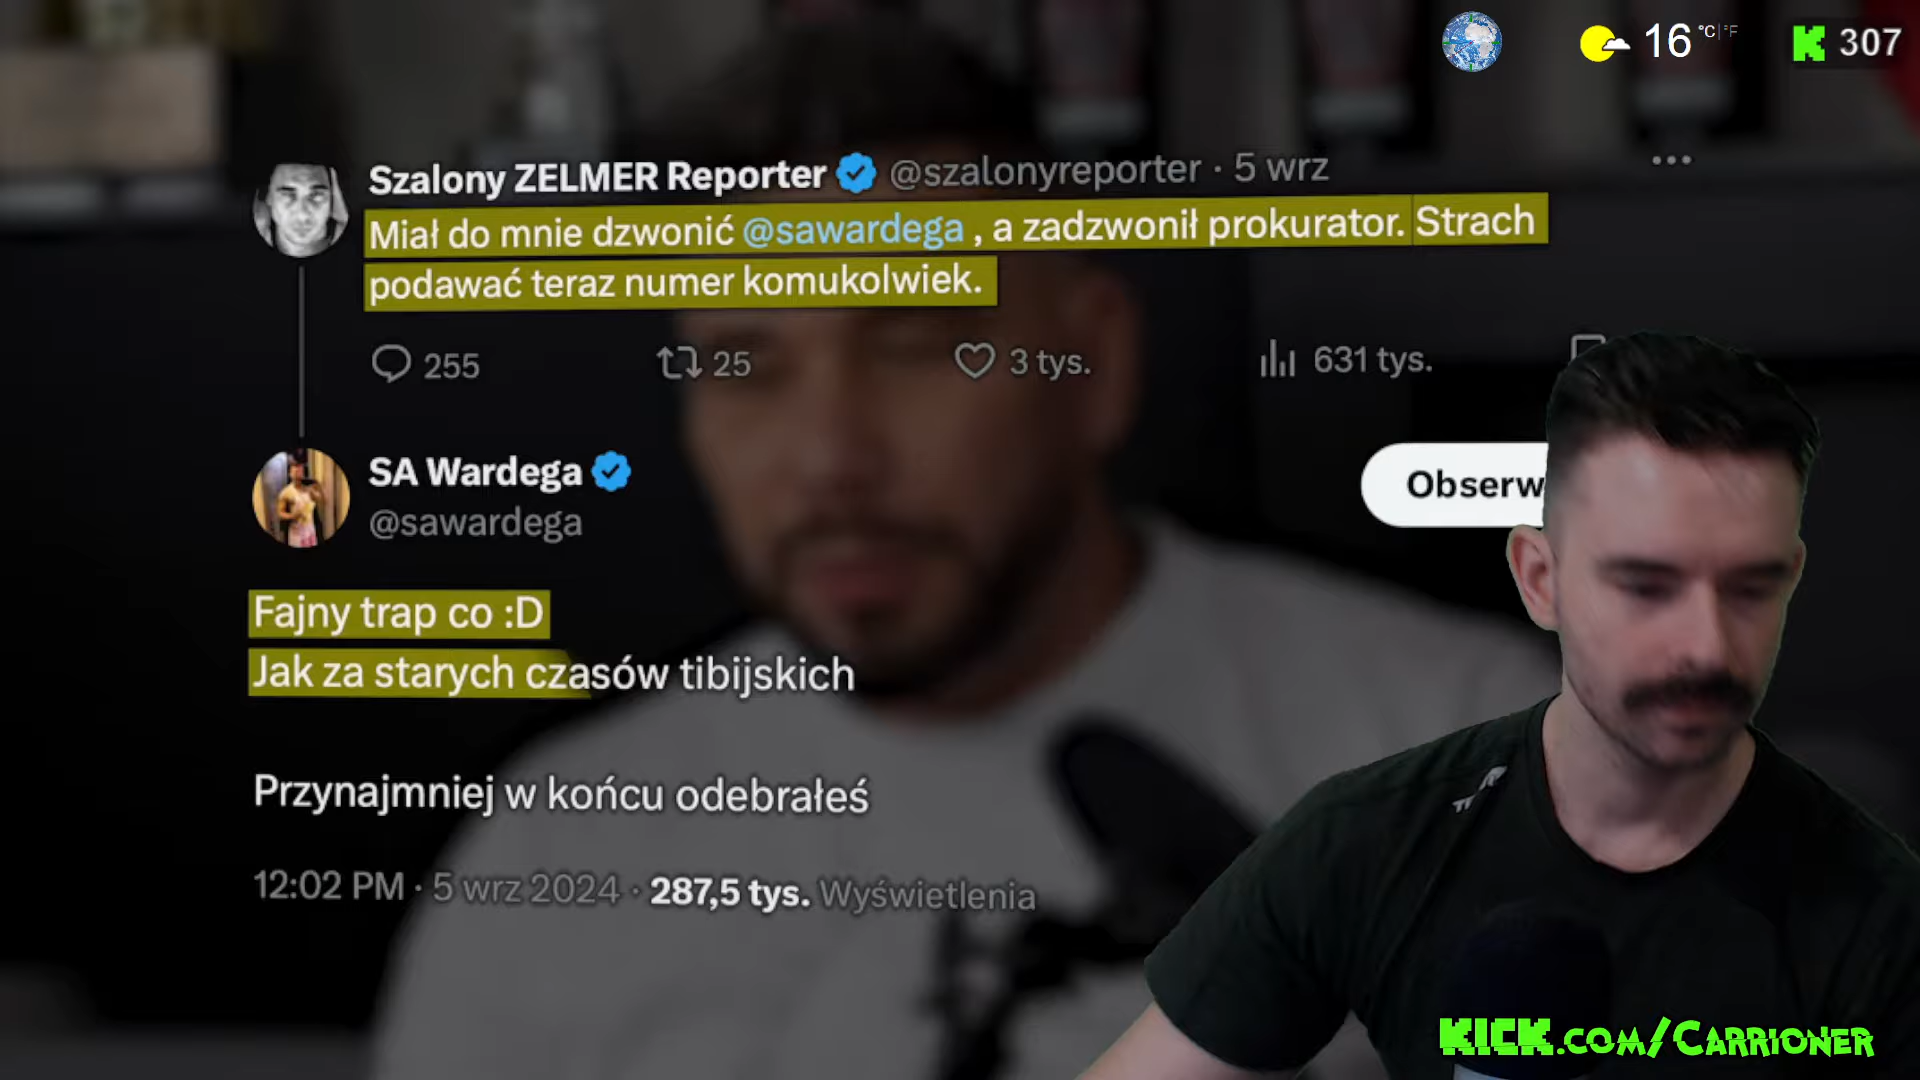 16 °C|°F
307
Szalony ZELMER Reporter @szalonyreporter · 5 wrz
Miał do mnie dzwonić @sawardega , a zadzwonił prokurator. Strach
podawać teraz numer komukolwiek.
255 25 3 tys. 631 tys.
SA Wardega
@sawardega
Obserw
Fajny trap co :D
Jak za starych czasów tibijskich
Przynajmniej w końcu odebrałeś
12:02 PM · 5 wrz 2024 · 287,5 tys. Wyświetlenia
KICK.com/Carrioner